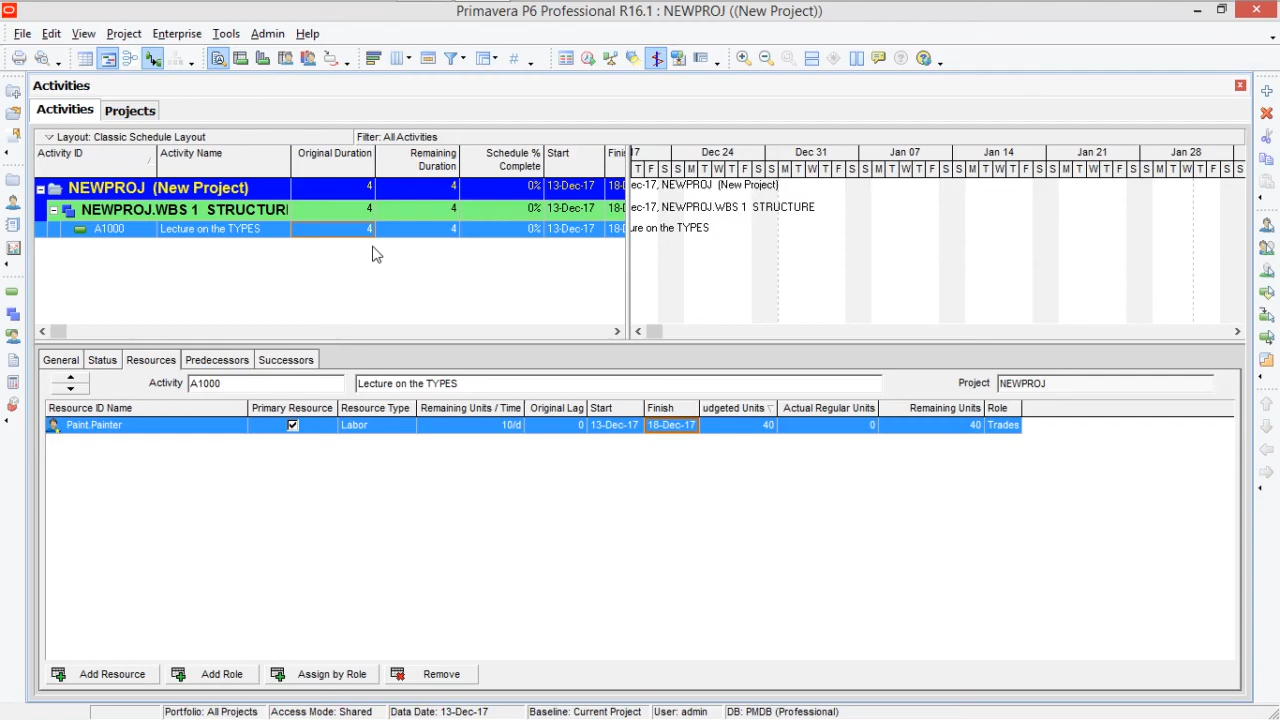 Primavera P6 Professional R16.1 : NEWPROJ ((New Project))
File Edit View Project Enterprise Tools Admin Help
Activities
Activities Projects
Layout: Classic Schedule Layout Filter: All Activities
Activity ID Activity Name Original Duration Remaining Duration Schedule % Complete Start Finis
17 Dec 24 Dec 31 Jan 07 Jan 14 Jan 21 Jan 28
T F S S M T W T F S S M T W T F S S M T W T F S S M T W T F S S M T W T F S S M T W T F S
NEWPROJ (New Project) 4 4 0% 13-Dec-17 18-D ec-17, NEWPROJ (New Project)
NEWPROJ.WBS 1 STRUCTURE 4 4 0% 13-Dec-17 18-D ec-17, NEWPROJ.WBS 1 STRUCTURE
A1000 Lecture on the TYPES 4 4 0% 13-Dec-17 18-D ure on the TYPES
General Status Resources Predecessors Successors
Activity A1000 Lecture on the TYPES Project NEWPROJ
Resource ID Name Primary Resource Resource Type Remaining Units / Time Original Lag Start Finish udgeted Units Actual Regular Units Remaining Units Role
Paint.Painter Labor 10/d 0 13-Dec-17 18-Dec-17 40 0 40 Trades
Add Resource Add Role Assign by Role Remove
Portfolio: All Projects Access Mode: Shared Data Date: 13-Dec-17 Baseline: Current Project User: admin DB: PMDB (Professional)